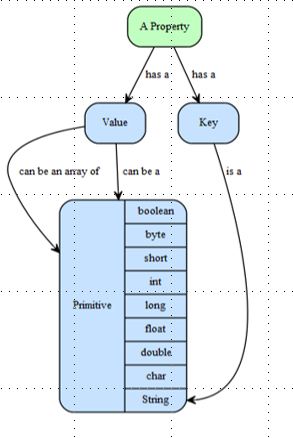 A Property
has a
has a
Value
Key
can be an array of
can be a
is a
Primitive
boolean
byte
short
int
long
float
double
char
String